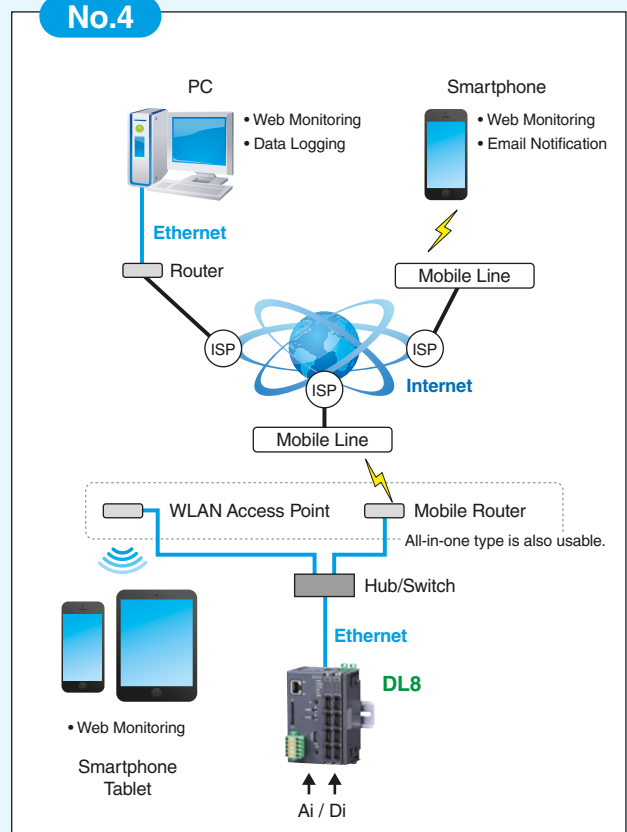 No.4
PC
• Web Monitoring
• Data Logging
Smartphone
• Web Monitoring
• Email Notification
Ethernet
Router
Mobile Line
ISP
ISP
ISP
Internet
Mobile Line
WLAN Access Point
Mobile Router
All-in-one type is also usable.
Hub/Switch
Ethernet
DL8
• Web Monitoring
Smartphone
Tablet
Ai / Di